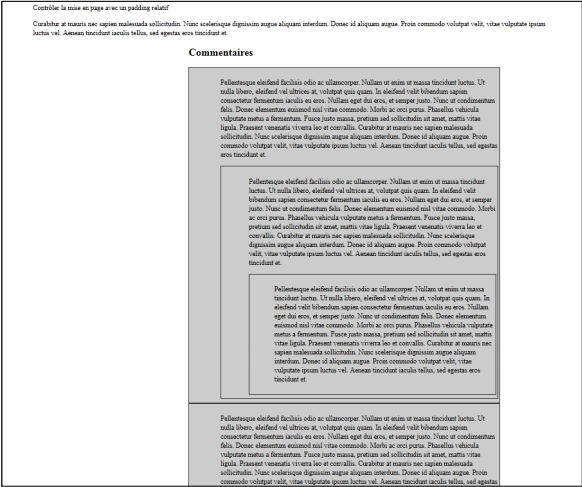 Contrôler la mise en page avec un padding relatif
Curabitur at mauris nec sapien malesuada sollicitudin. Nunc scelerisque dignissim augue aliquam interdum. Donec id aliquam augue. Proin commodo volutpat velit, vitae vulputate ipsum
luctus vel. Aenean tincidunt iaculis tellus, sed egestas eros tincidunt et.
Commentaires
Pellentesque eleifend facilisis odio ac ullamcorper. Nullam ut enim ut massa tincidunt luctus. Ut
nulla libero, eleifend vel ultrices at, volutpat quis quam. In eleifend velit bibendum sapien
consectetur fermentum iaculis eu eros. Nullam eget dui eros, et semper justo. Nunc ut condimentum
felis. Donec elementum euismod nisl vitae commodo. Morbi ac orci purus. Phasellus vehicula
vulputate metus a fermentum. Fusce justo massa, pretium sed sollicitudin sit amet, mattis vitae
ligula. Praesent venenatis viverra leo et convallis. Curabitur at mauris nec sapien malesuada
sollicitudin. Nunc scelerisque dignissim augue aliquam interdum. Donec id aliquam augue. Proin
commodo volutpat velit, vitae vulputate ipsum luctus vel. Aenean tincidunt iaculis tellus, sed egestas
eros tincidunt et.
Pellentesque eleifend facilisis odio ac ullamcorper. Nullam ut enim ut massa tincidunt
luctus. Ut nulla libero, eleifend vel ultrices at, volutpat quis quam. In eleifend velit
bibendum sapien consectetur fermentum iaculis eu eros. Nullam eget dui eros, et semper
justo. Nunc ut condimentum felis. Donec elementum euismod nisl vitae commodo. Morbi
ac orci purus. Phasellus vehicula vulputate metus a fermentum. Fusce justo massa,
pretium sed sollicitudin sit amet, mattis vitae ligula. Praesent venenatis viverra leo et
convallis. Curabitur at mauris nec sapien malesuada sollicitudin. Nunc scelerisque
dignissim augue aliquam interdum. Donec id aliquam augue. Proin commodo volutpat
velit, vitae vulputate ipsum luctus vel. Aenean tincidunt iaculis tellus, sed egestas eros
tincidunt et.
Pellentesque eleifend facilisis odio ac ullamcorper. Nullam ut enim ut massa
tincidunt luctus. Ut nulla libero, eleifend vel ultrices at, volutpat quis quam. In
eleifend velit bibendum sapien consectetur fermentum iaculis eu eros. Nullam
eget dui eros, et semper justo. Nunc ut condimentum felis. Donec elementum
euismod nisl vitae commodo. Morbi ac orci purus. Phasellus vehicula vulputate
metus a fermentum. Fusce justo massa, pretium sed sollicitudin sit amet, mattis
vitae ligula. Praesent venenatis viverra leo et convallis. Curabitur at mauris nec
sapien malesuada sollicitudin. Nunc scelerisque dignissim augue aliquam
interdum. Donec id aliquam augue. Proin commodo volutpat velit, vitae
vulputate ipsum luctus vel. Aenean tincidunt iaculis tellus, sed egestas eros
tincidunt et.
Pellentesque eleifend facilisis odio ac ullamcorper. Nullam ut enim ut massa tincidunt luctus. Ut
nulla libero, eleifend vel ultrices at, volutpat quis quam. In eleifend velit bibendum sapien
consectetur fermentum iaculis eu eros. Nullam eget dui eros, et semper justo. Nunc ut condimentum
felis. Donec elementum euismod nisl vitae commodo. Morbi ac orci purus. Phasellus vehicula
vulputate metus a fermentum. Fusce justo massa, pretium sed sollicitudin sit amet, mattis vitae
ligula. Praesent venenatis viverra leo et convallis. Curabitur at mauris nec sapien malesuada
sollicitudin. Nunc scelerisque dignissim augue aliquam interdum. Donec id aliquam augue. Proin
commodo volutpat velit, vitae vulputate ipsum luctus vel. Aenean tincidunt iaculis tellus, sed egestas